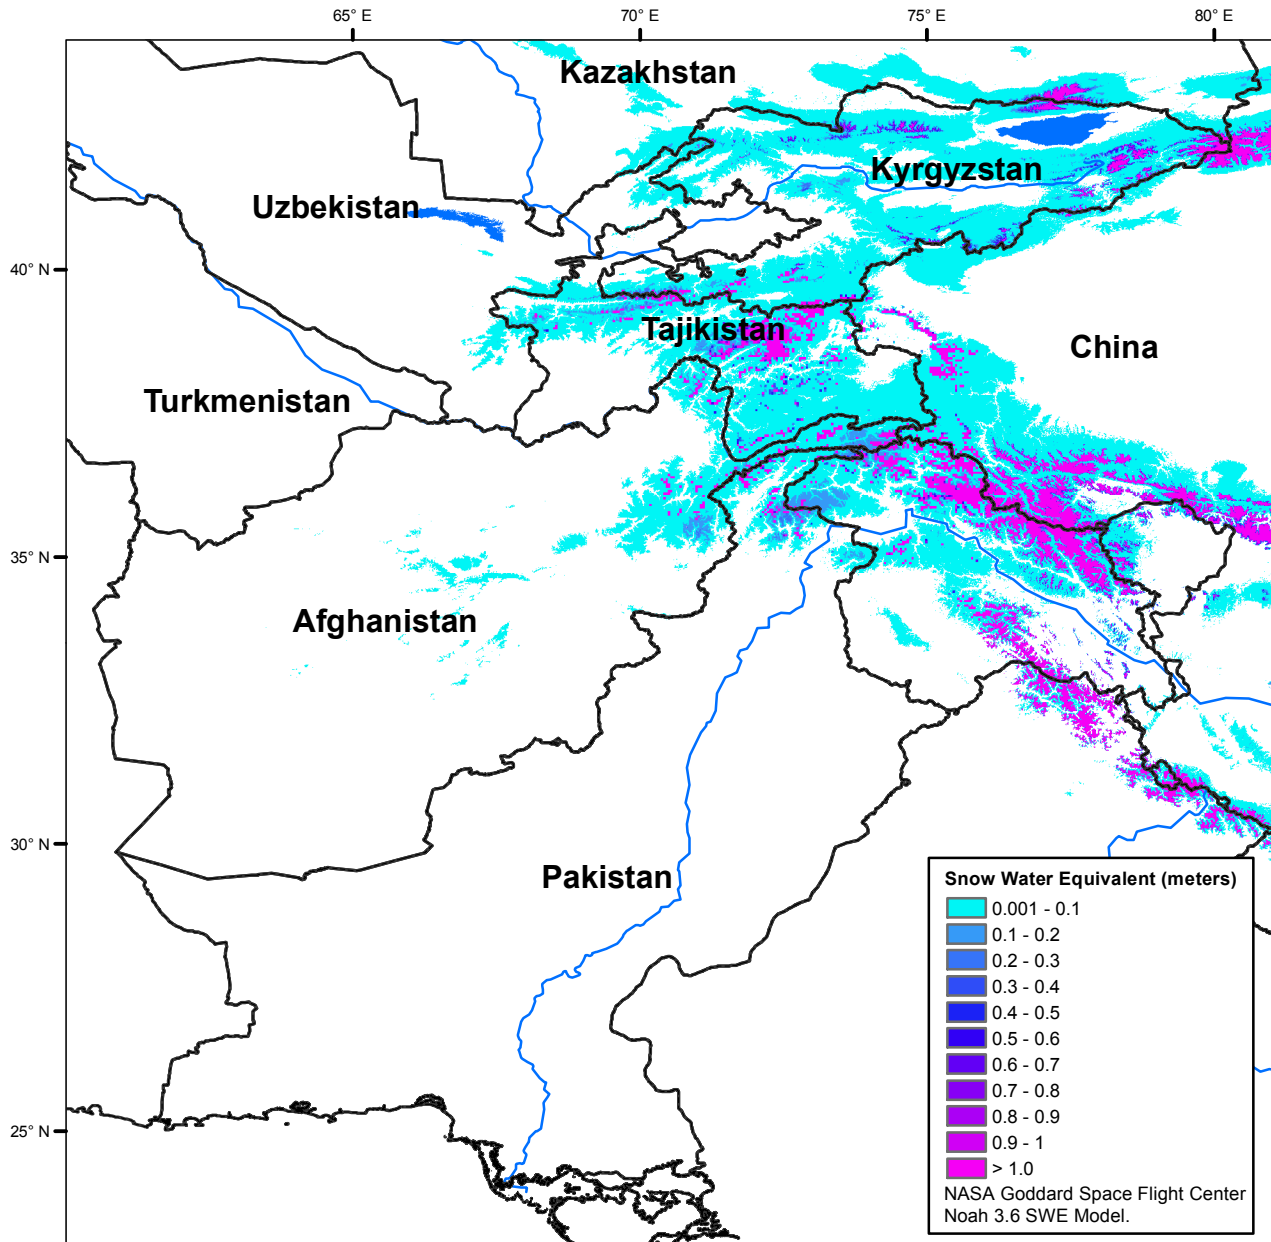 65° E 70° E 75° E 80° E
Kazakhstan
Kyrgyzstan
Uzbekistan
40° N
Tajikistan
China
Turkmenistan
35° N
Afghanistan
30° N
Pakistan
Snow Water Equivalent (meters)
0.001 - 0.1
0.1 - 0.2
0.2 - 0.3
0.3 - 0.4
0.4 - 0.5
0.5 - 0.6
0.6 - 0.7
0.7 - 0.8
0.8 - 0.9
0.9 - 1
> 1.0
25° N
NASA Goddard Space Flight Center
Noah 3.6 SWE Model.